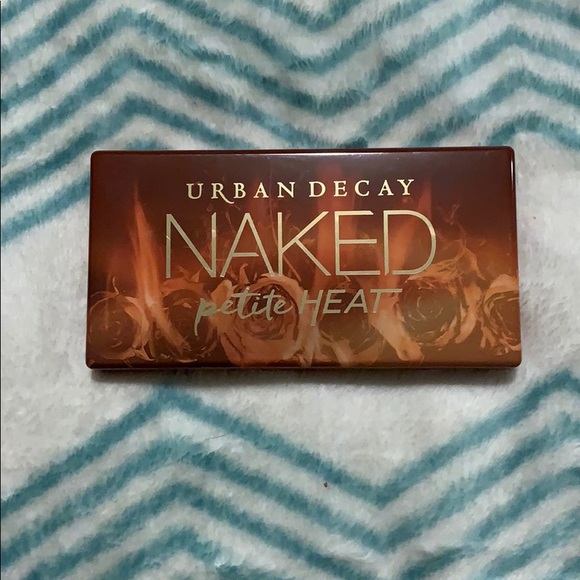 URBAN DECAY
NAKED
petite HEAT